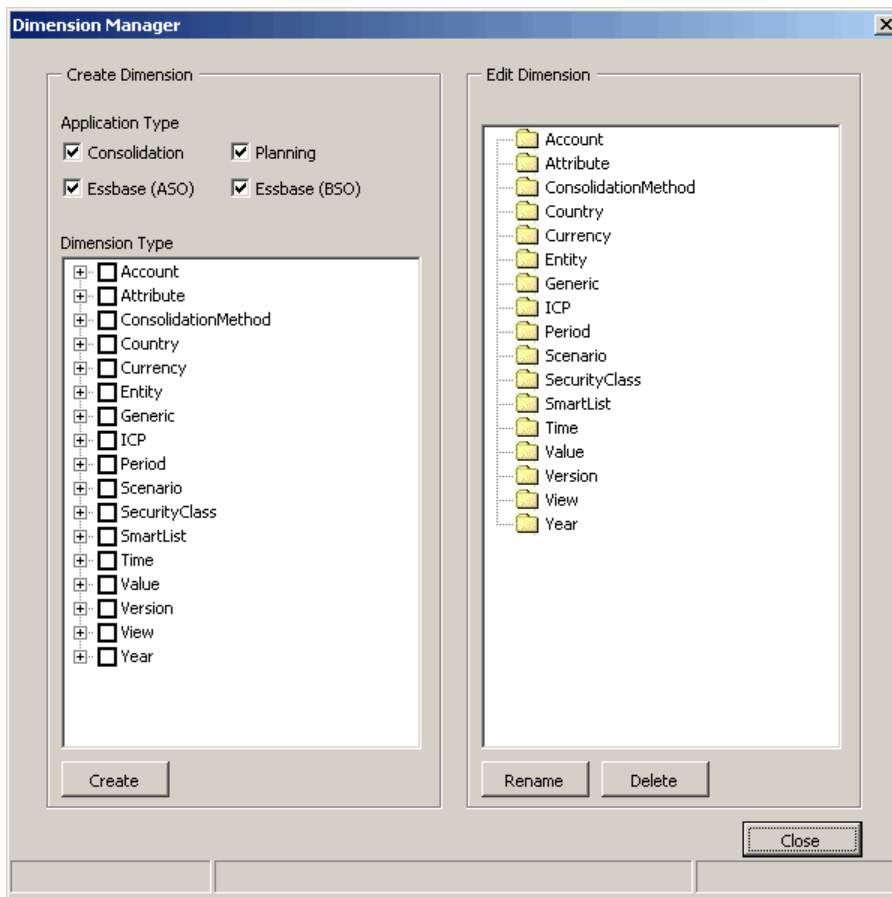 Dimension Manager
Create Dimension
Application Type
Consolidation
Planning
Essbase (ASO)
Essbase (BSO)
Dimension Type
Account
Attribute
ConsolidationMethod
Country
Currency
Entity
Generic
ICP
Period
Scenario
SecurityClass
SmartList
Time
Value
Version
View
Year
Create
Edit Dimension
Account
Attribute
ConsolidationMethod
Country
Currency
Entity
Generic
ICP
Period
Scenario
SecurityClass
SmartList
Time
Value
Version
View
Year
Rename
Delete
Close